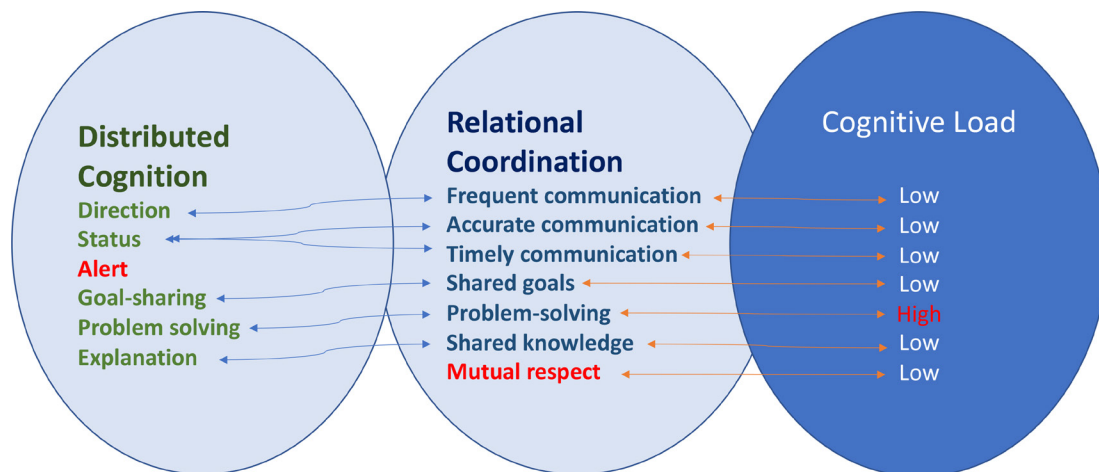 Distributed
Cognition
Direction
Status
Alert
Goal-sharing
Problem solving
Explanation
Relational
Coordination
Frequent communication
Accurate communication
Timely communication
Shared goals
Problem-solving
Shared knowledge
Mutual respect
Cognitive Load
Low
Low
Low
Low
High
Low
Low